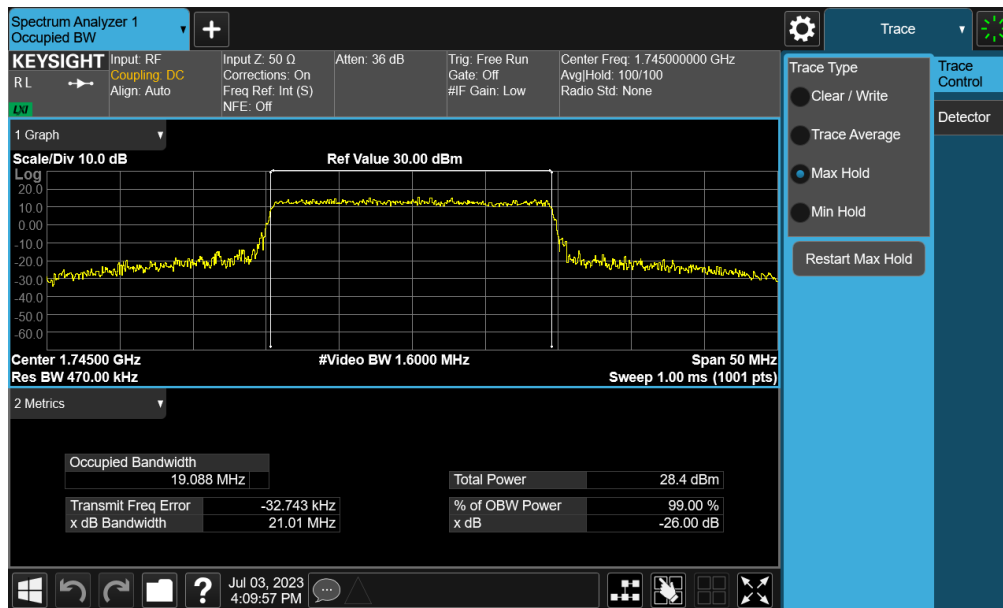 Spectrum Analyzer 1
Occupied BW
Trace
KEYSIGHT
R L
LXI
Input: RF
Coupling: DC
Align: Auto
Input Z: 50 Ω
Corrections: On
Freq Ref: Int (S)
NFE: Off
Atten: 36 dB
Trig: Free Run
Gate: Off
#IF Gain: Low
Center Freq: 1.745000000 GHz
Avg|Hold: 100/100
Radio Std: None
Trace Type
Clear / Write
Trace Average
Max Hold
Min Hold
Restart Max Hold
Trace
Control
Detector
1 Graph
Scale/Div 10.0 dB
Ref Value 30.00 dBm
Log
20.0
10.0
0.00
-10.0
-20.0
-30.0
-40.0
-50.0
-60.0
Center 1.74500 GHz
#Video BW 1.6000 MHz
Span 50 MHz
Res BW 470.00 kHz
Sweep 1.00 ms (1001 pts)
2 Metrics
Occupied Bandwidth
19.088 MHz
Total Power 28.4 dBm
Transmit Freq Error -32.743 kHz
% of OBW Power 99.00 %
x dB Bandwidth 21.01 MHz
x dB -26.00 dB
?
Jul 03, 2023
4:09:57 PM